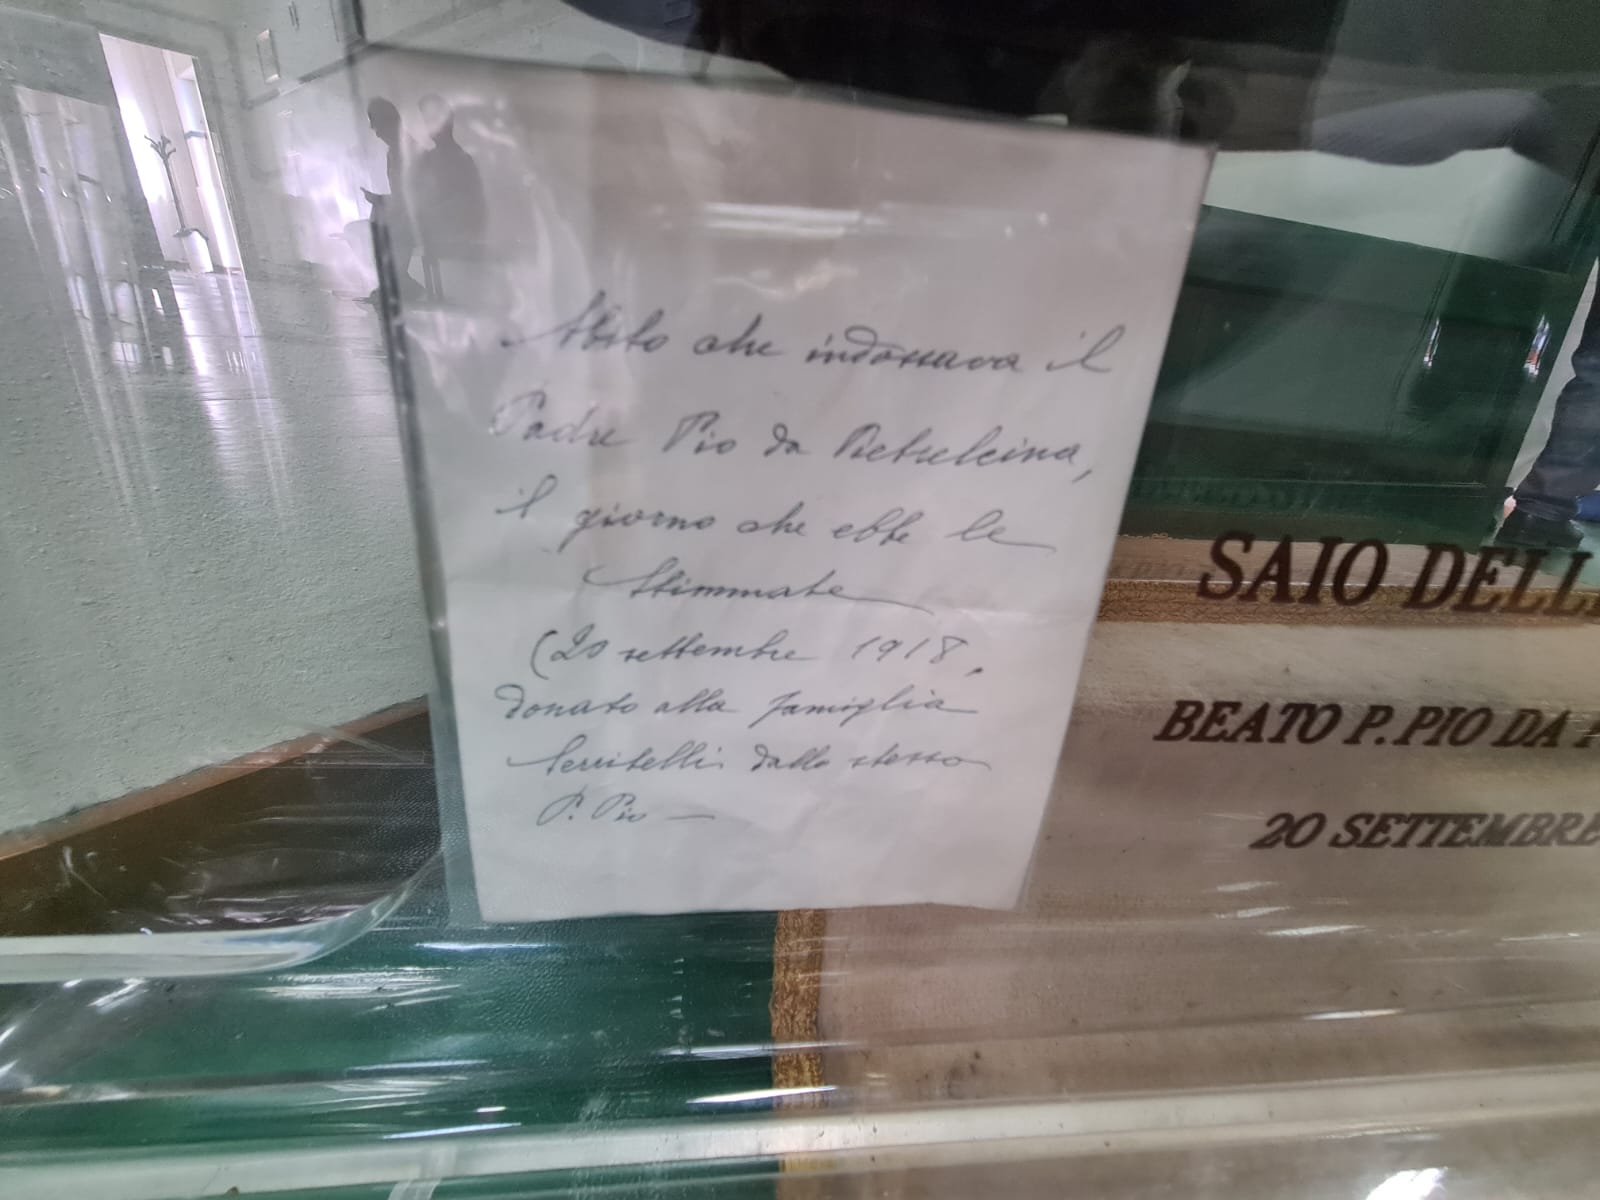 Abito che indossava il
Padre Pio da Pietrelcina,
il giorno che ebbe le
Stimmate
(20 settembre 1918,
donato alla famiglia
Serritelli dallo stesso
P. Pio —
SAIO DELL
BEATO P. PIO DA
20 SETTEMBRE